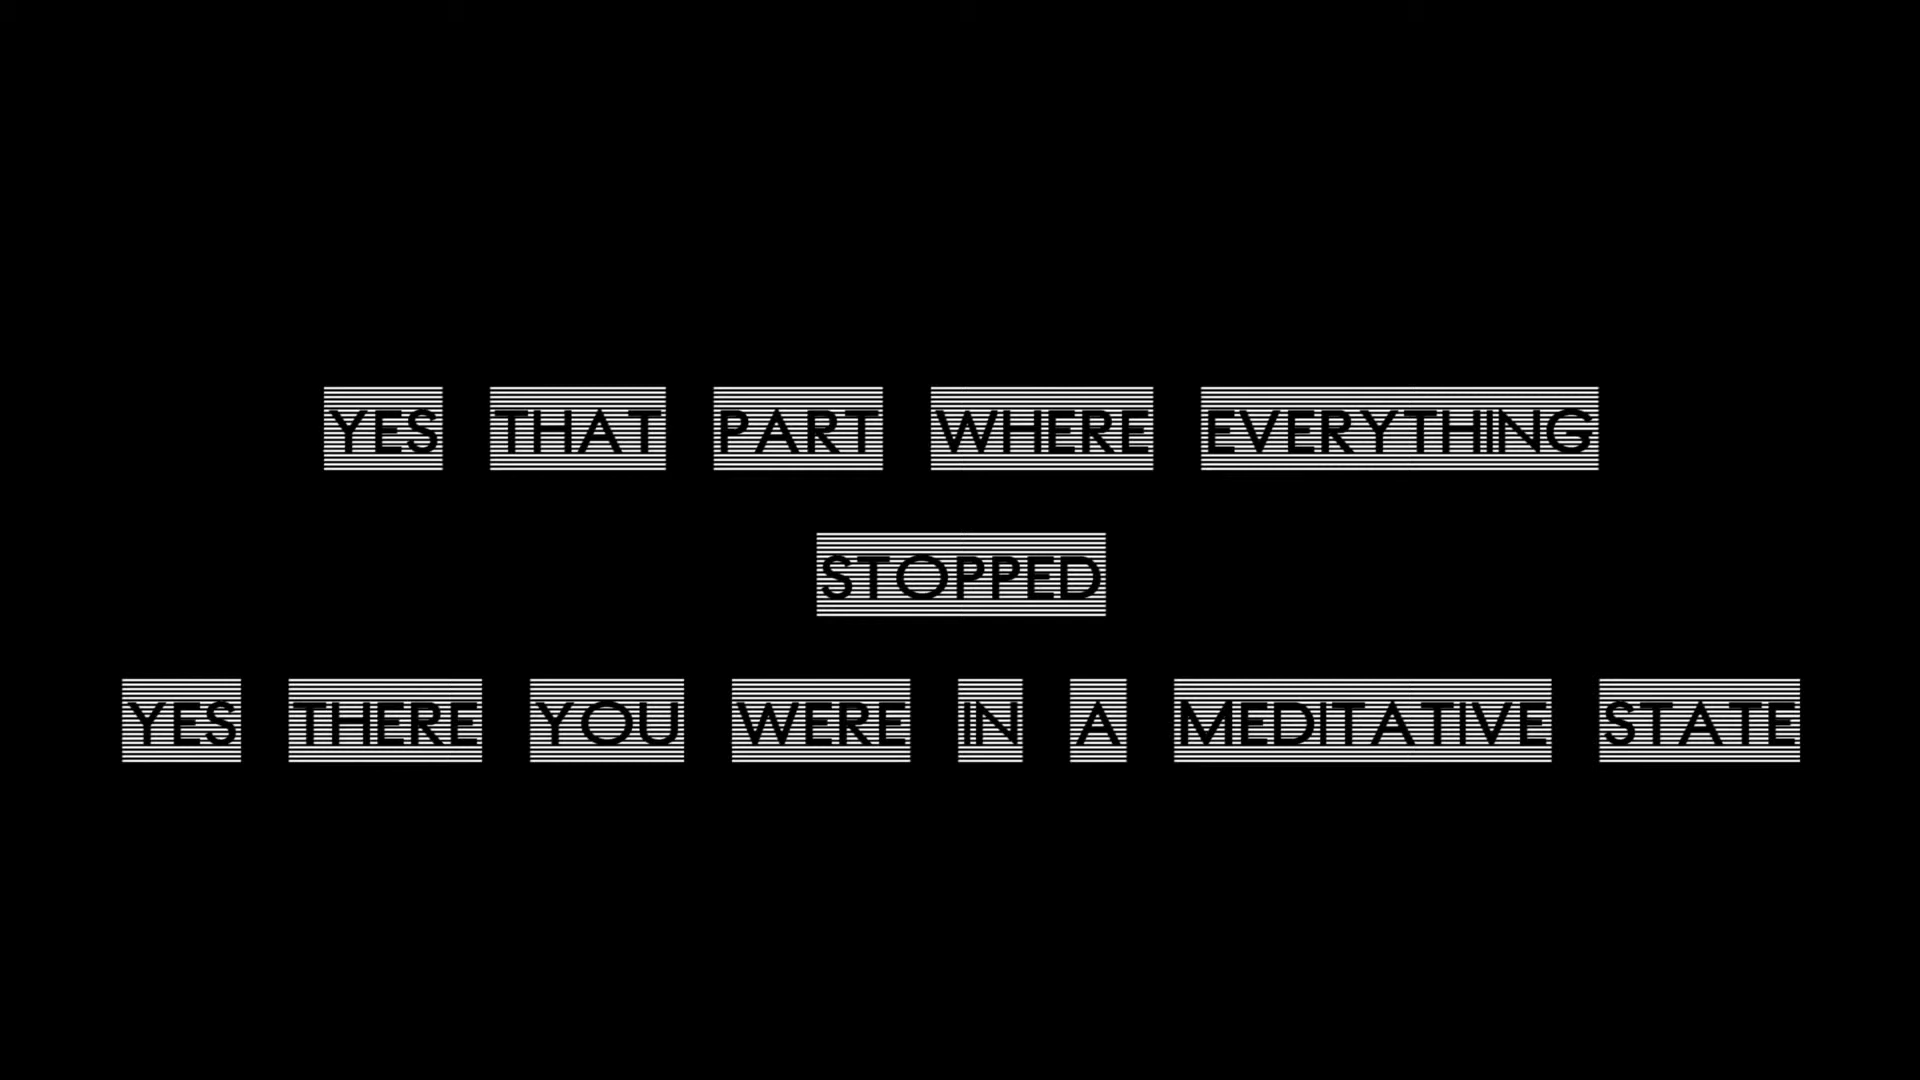 YES THAT PART WHERE EVERYTHING
STOPPED
YES THERE YOU WERE IN A MEDITATIVE STATE